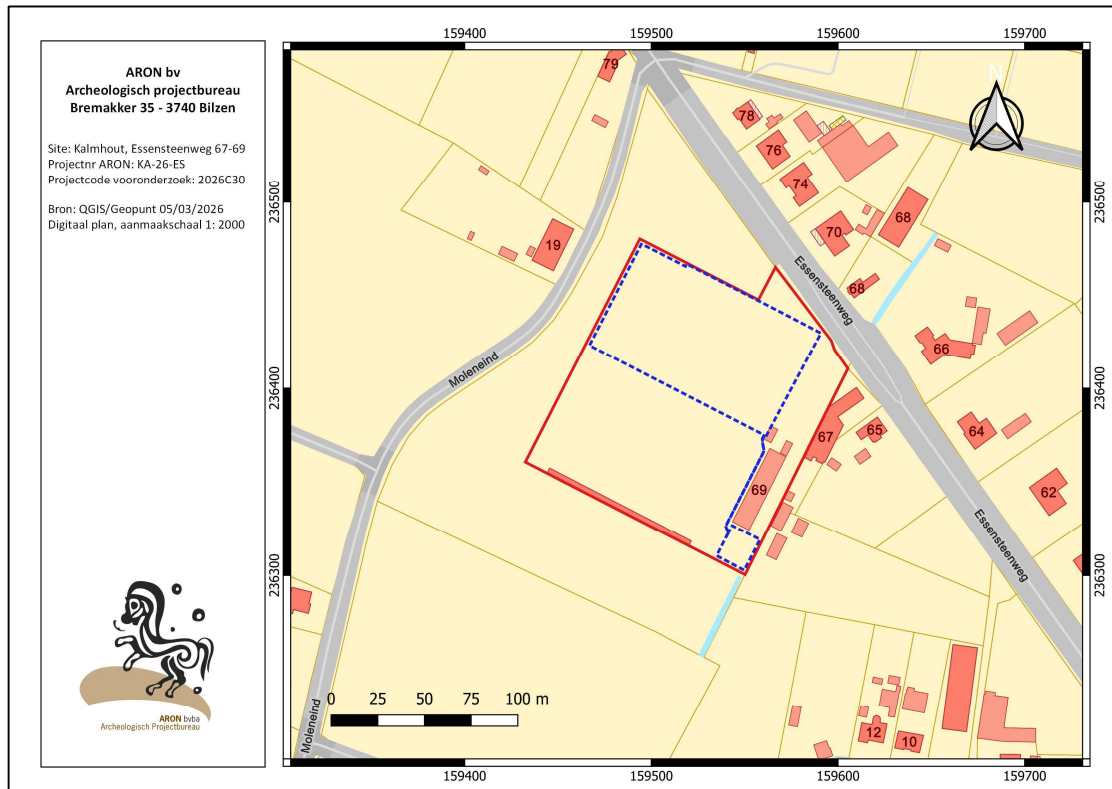 ARON bv
Archeologisch projectbureau
Bremakker 35 - 3740 Bilzen
Site: Kalmhout, Essensteenweg 67-69
Projectnr ARON: KA-26-ES
Projectcode vooronderzoek: 2026C30
Bron: QGIS/Geopunt 05/03/2026
Digitaal plan, aanmaakschaal 1: 2000
ARON bvba
Archeologisch Projectbureau
159400 159500 159600 159700
236500 236500
236400 236400
236300 236300
N
79
78
76
74
70
68
68
19
66
Essensteenweg
Moleneind
67
65
64
62
69
Essensteenweg
Moleneind
12
10
0 25 50 75 100 m
159400 159500 159600 159700